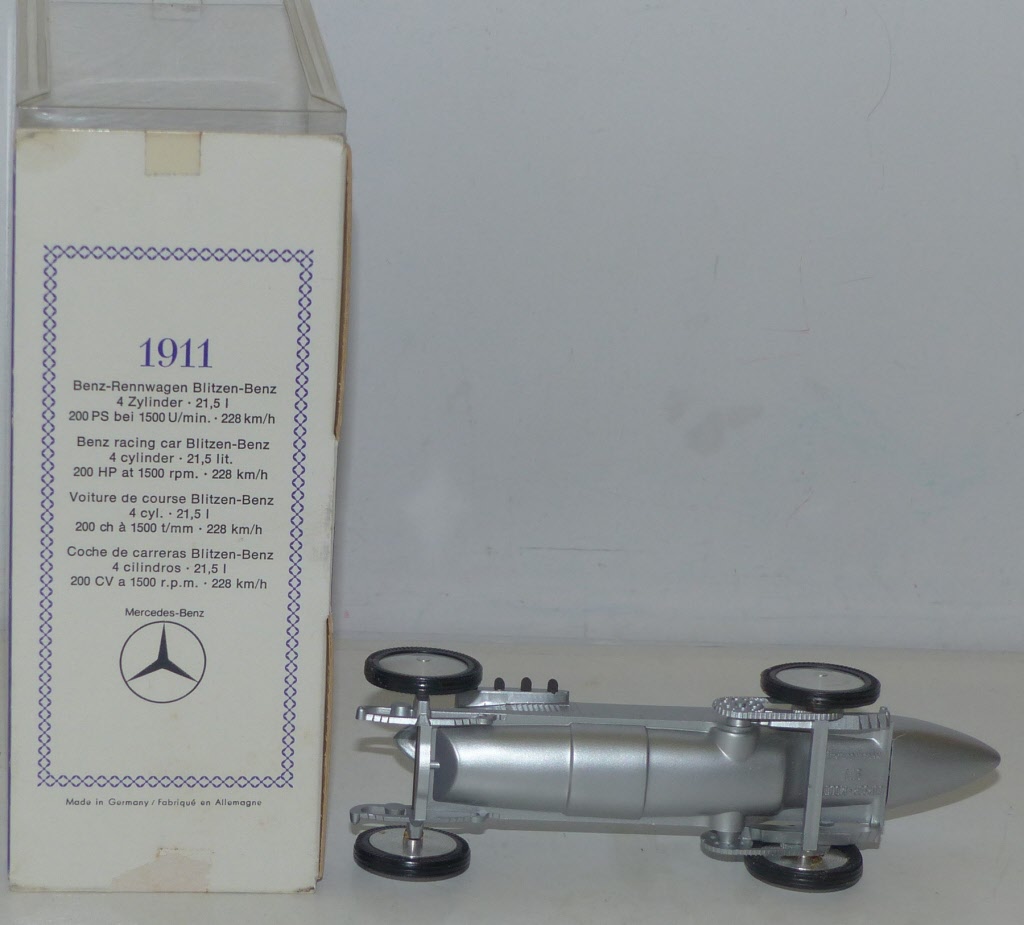 1911
Benz-Rennwagen Blitzen-Benz
4 Zylinder · 21,5 l
200 PS bei 1500 U/min. · 228 km/h
Benz racing car Blitzen-Benz
4 cylinder · 21,5 lit.
200 HP at 1500 rpm. · 228 km/h
Voiture de course Blitzen-Benz
4 cyl. · 21,5 l
200 ch à 1500 t/mm · 228 km/h
Coche de carreras Blitzen-Benz
4 cilindros · 21,5 l
200 CV a 1500 r.p.m. · 228 km/h
Mercedes-Benz
Made in Germany / Fabriqué en Allemagne